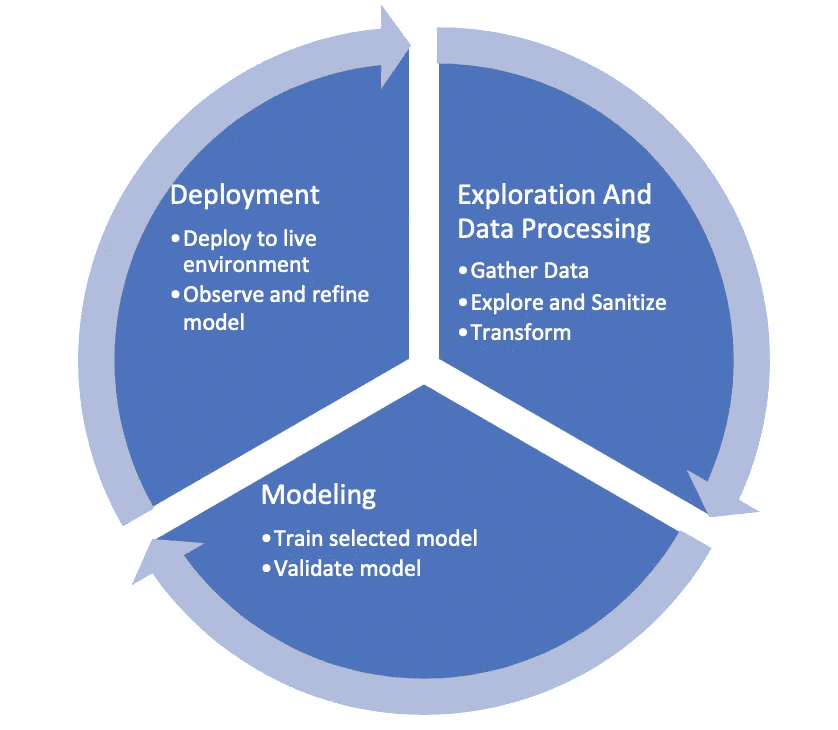 Deployment
•Deploy to live
environment
•Observe and refine
model
Exploration And
Data Processing
•Gather Data
•Explore and Sanitize
•Transform
Modeling
•Train selected model
•Validate model